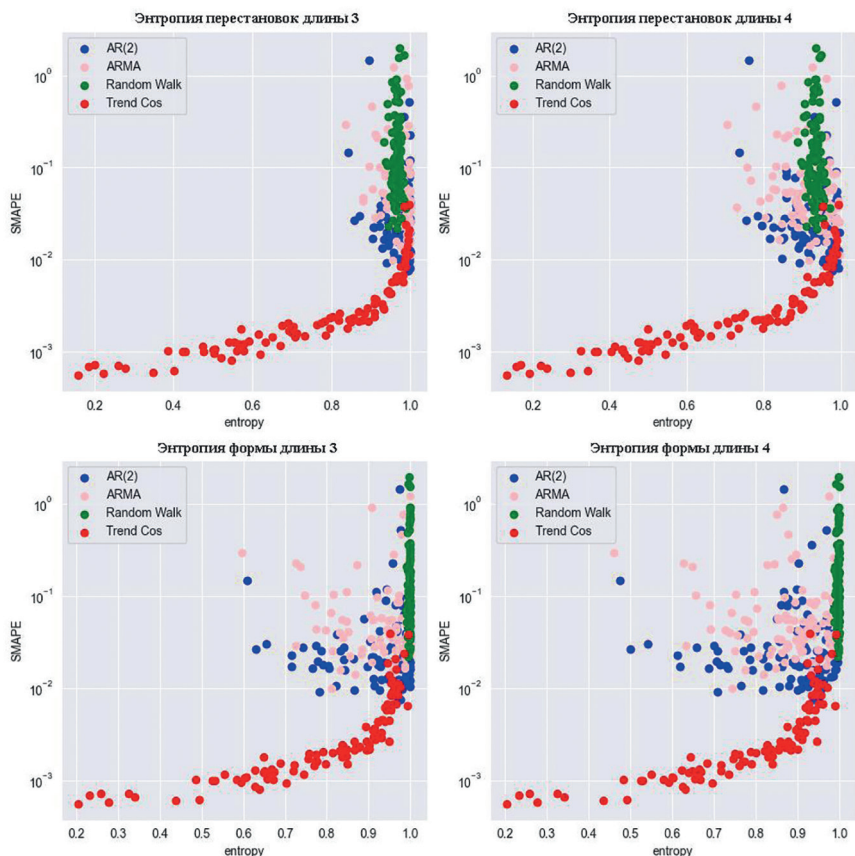 Энтропия перестановок длины 3
AR(2)
ARMA
Random Walk
Trend Cos
10⁰
10⁻¹
10⁻²
10⁻³
SMAPE
0.2 0.4 0.6 0.8 1.0
entropy
Энтропия перестановок длины 4
AR(2)
ARMA
Random Walk
Trend Cos
10⁰
10⁻¹
10⁻²
10⁻³
SMAPE
0.2 0.4 0.6 0.8 1.0
entropy
Энтропия формы длины 3
AR(2)
ARMA
Random Walk
Trend Cos
10⁰
10⁻¹
10⁻²
10⁻³
SMAPE
0.2 0.3 0.4 0.5 0.6 0.7 0.8 0.9 1.0
entropy
Энтропия формы длины 4
AR(2)
ARMA
Random Walk
Trend Cos
10⁰
10⁻¹
10⁻²
10⁻³
SMAPE
0.2 0.3 0.4 0.5 0.6 0.7 0.8 0.9 1.0
entropy